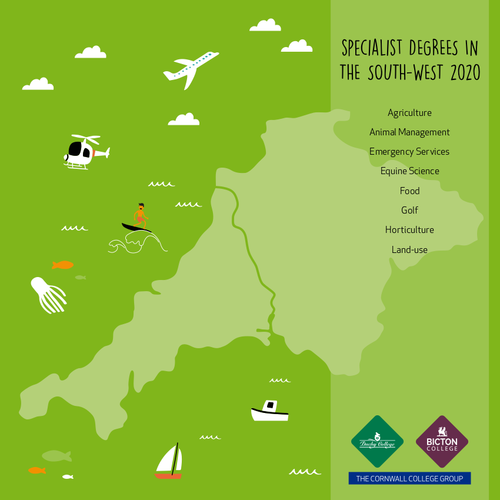 SPECIALIST DEGREES IN
THE SOUTH-WEST 2020
Agriculture
Animal Management
Emergency Services
Equine Science
Food
Golf
Horticulture
Land-use
Duchy College
BICTON
COLLEGE
THE CORNWALL COLLEGE GROUP